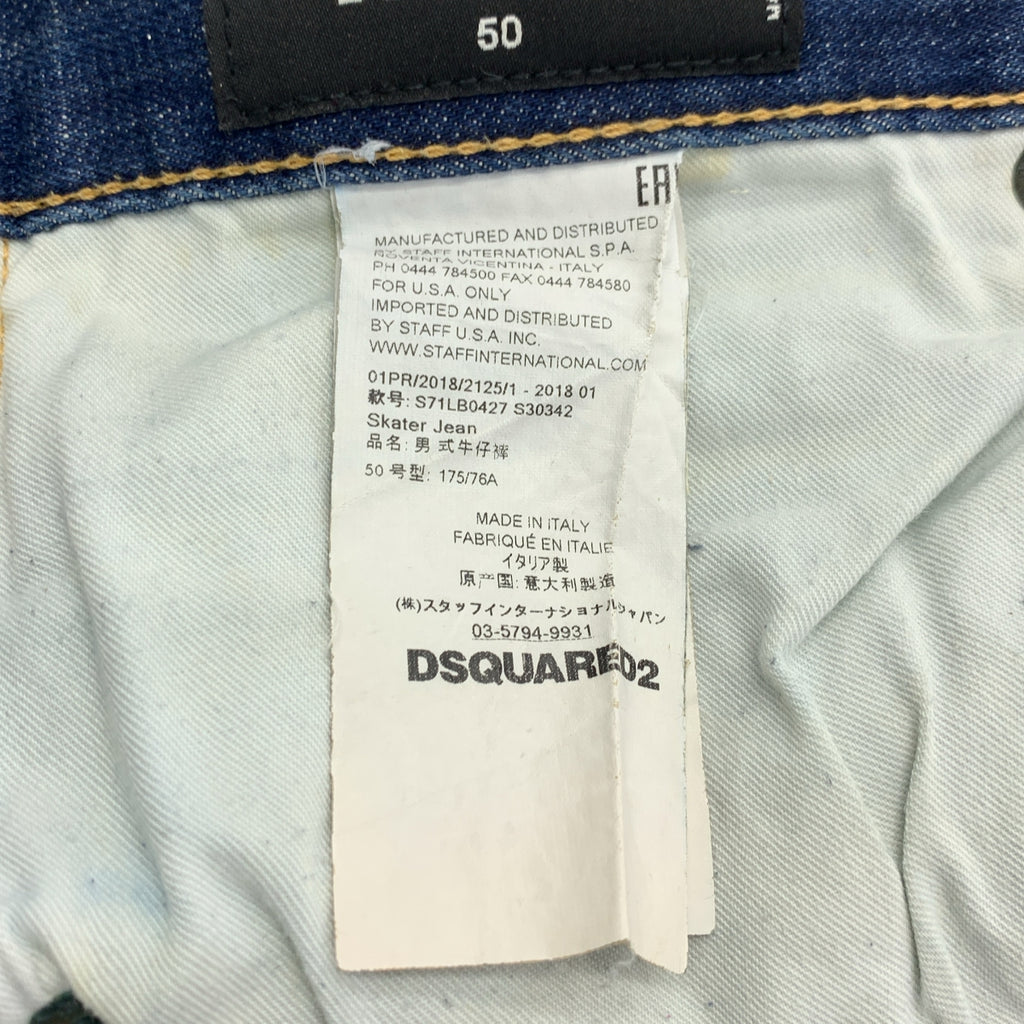 50
EAC
MANUFACTURED AND DISTRIBUTED
BY STAFF INTERNATIONAL S.P.A.
NOVENTA VICENTINA - ITALY
PH 0444 784500 FAX 0444 784580
FOR U.S.A. ONLY
IMPORTED AND DISTRIBUTED
BY STAFF U.S.A. INC.
WWW.STAFFINTERNATIONAL.COM
01PR/2018/2125/1 - 2018 01
款号: S71LB0427 S30342
Skater Jean
品名: 男 式牛仔裤
50 号型: 175/76A
MADE IN ITALY
FABRIQUÉ EN ITALIE
イタリア製
原产国: 意大利製造
(株)スタッフインターナショナルジャパン
03-5794-9931
DSQUARED2